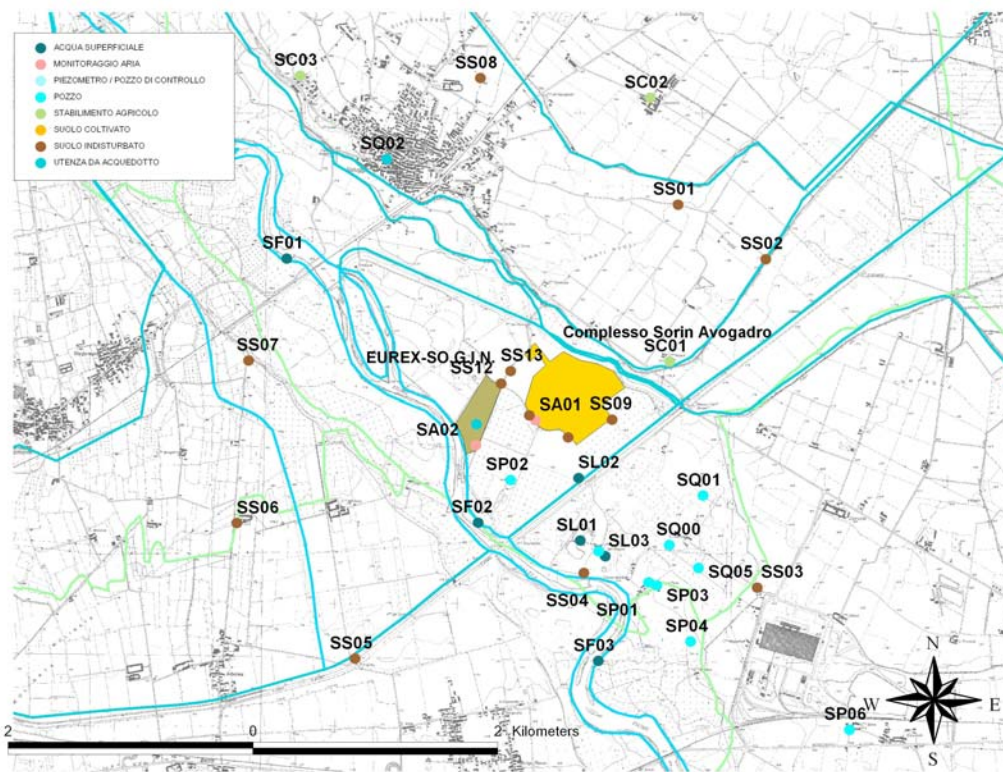 ACQUA SUPERFICIALE
MONITORAGGIO ARIA
PIEZOMETRO / POZZO DI CONTROLLO
POZZO
STABILIMENTO AGRICOLO
SUOLO COLTIVATO
SUOLO INDISTURBATO
UTENZA DA ACQUEDOTTO
SC03
SS08
SC02
SQ02
SS01
SF01
SS02
Complesso Sorin Avogadro
SS07
EUREX-SO.G.I.N.
SS13
SC01
SS12
SA01
SS09
SA02
SP02
SL02
SQ01
SS06
SF02
SL01
SL03
SQ00
SQ05
SS03
SS04
SP01
SP03
SP04
SS05
SF03
SP06
N
W
E
S
2 0 2 Kilometers